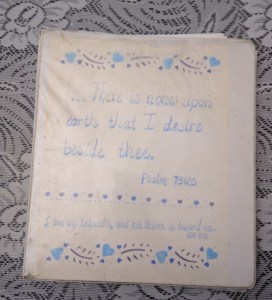 ... There is none upon
earth that I desire
beside thee.
Psalm 73:25
I am my beloved's, and his desire is toward me.